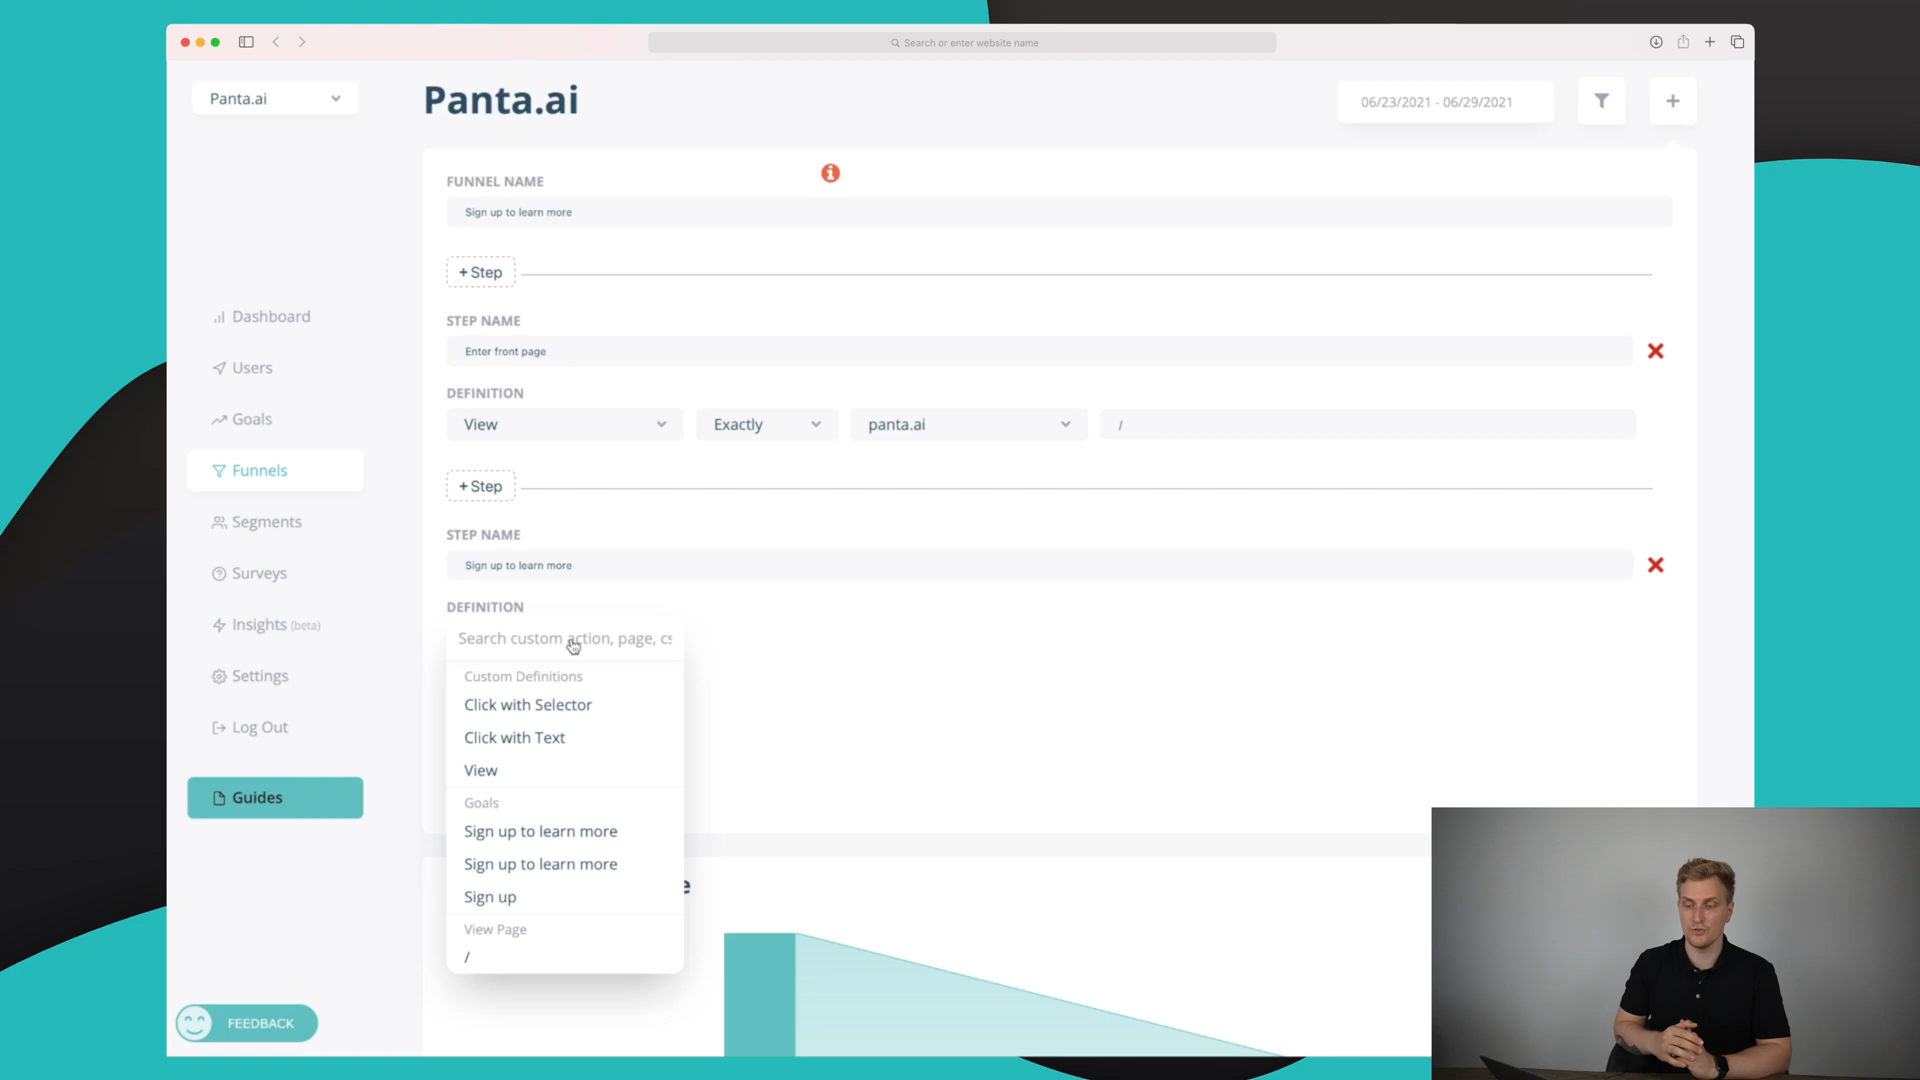 Search or enter website name
Panta.ai
Panta.ai
06/23/2021 - 06/29/2021
FUNNEL NAME
Sign up to learn more
+ Step
STEP NAME
Enter front page
DEFINITION
View
Exactly
panta.ai
/
+ Step
STEP NAME
Sign up to learn more
DEFINITION
Search custom action, page, cs
Custom Definitions
Click with Selector
Click with Text
View
Goals
Sign up to learn more
Sign up to learn more
Sign up
View Page
/
e
Dashboard
Users
Goals
Funnels
Segments
Surveys
Insights (beta)
Settings
Log Out
Guides
FEEDBACK